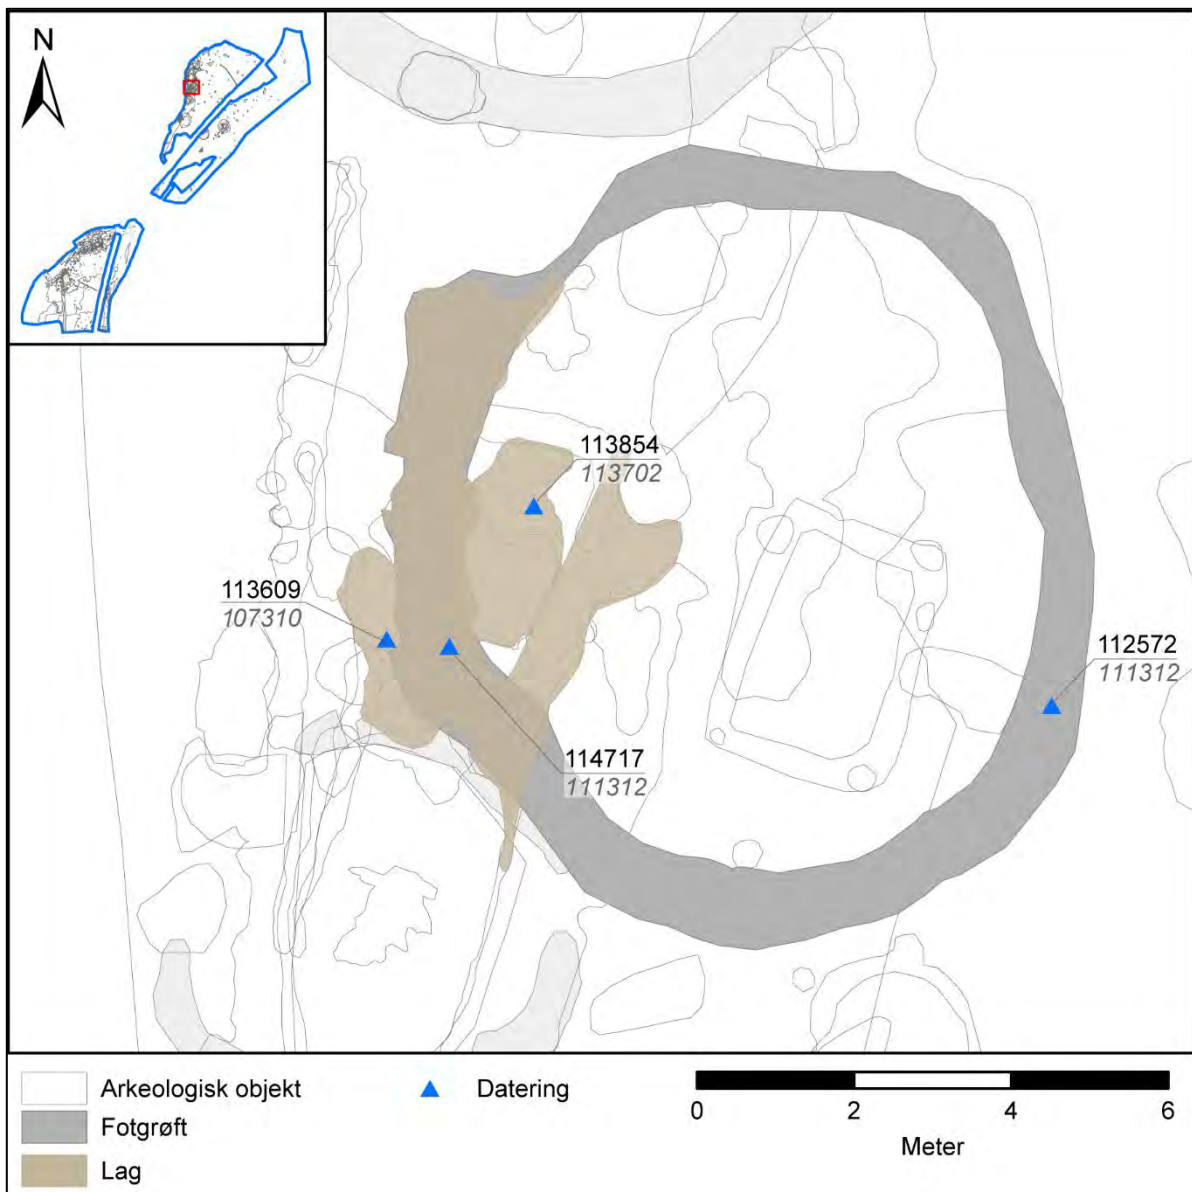 N
113854
113702
113609
107310
112572
111312
114717
111312
Arkeologisk objekt
Datering
Fotgrøft
Lag
0 2 4 6
Meter